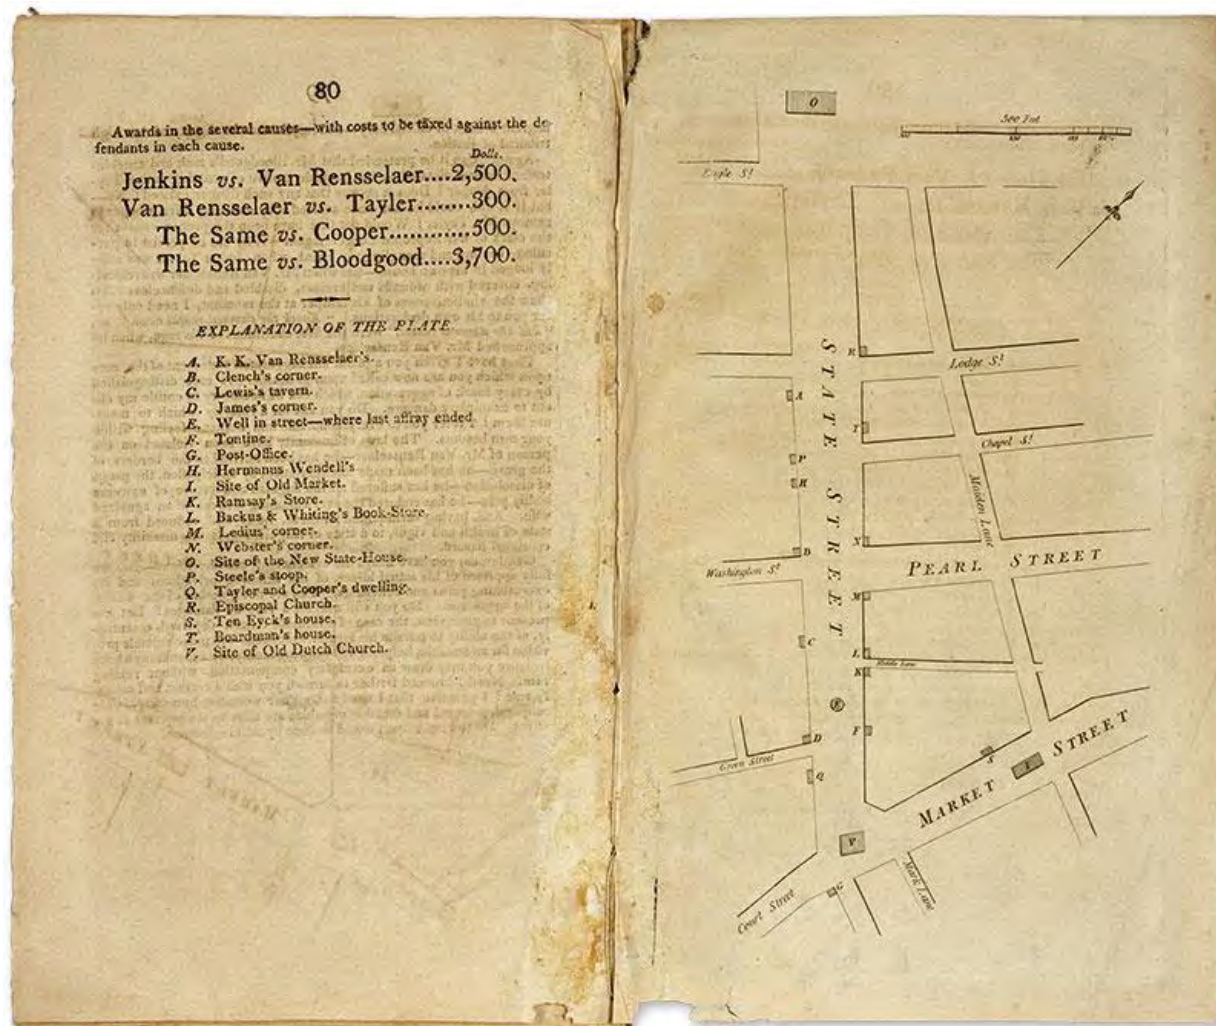 80
Awards in the several causes—with costs to be taxed against the de-
fendants in each cause.
Dolls.
Jenkins vs. Van Rensselaer....2,500.
Van Rensselaer vs. Tayler........300.
The Same vs. Cooper............500.
The Same vs. Bloodgood....3,700.
EXPLANATION OF THE PLATE.
A. K. K. Van Rensselaer's.
B. Clench's corner.
C. Lewis's tavern.
D. James's corner.
E. Well in street—where last affray ended.
F. Tontine.
G. Post-Office.
H. Hermanus Wendell's
I. Site of Old Market.
K. Ramsay's Store.
L. Backus & Whiting's Book-Store.
M. Ledius' corner.
N. Webster's corner.
O. Site of the New State-House.
P. Steele's stoop.
Q. Tayler and Cooper's dwelling.
R. Episcopal Church.
S. Ten Eyck's house.
T. Boardman's house.
V. Site of Old Dutch Church.
O
Eagle St
R
Lodge St
A
T
Chapel St
P
H
Maiden Lane
STATE STREET
N
D
Washington St
PEARL STREET
M
C
L
Middle Lane
K
E
F
D
S
Green Street
Q
I
MARKET STREET
V
Mark Lane
G
Court Street